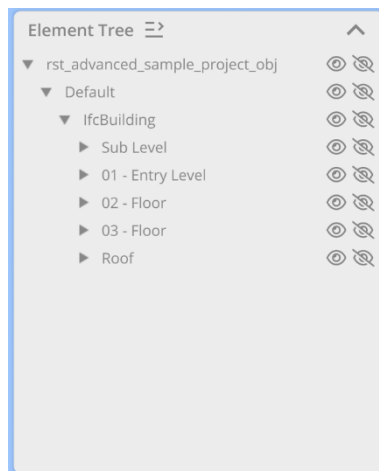 Element Tree
rst_advanced_sample_project_obj
Default
IfcBuilding
Sub Level
01 - Entry Level
02 - Floor
03 - Floor
Roof